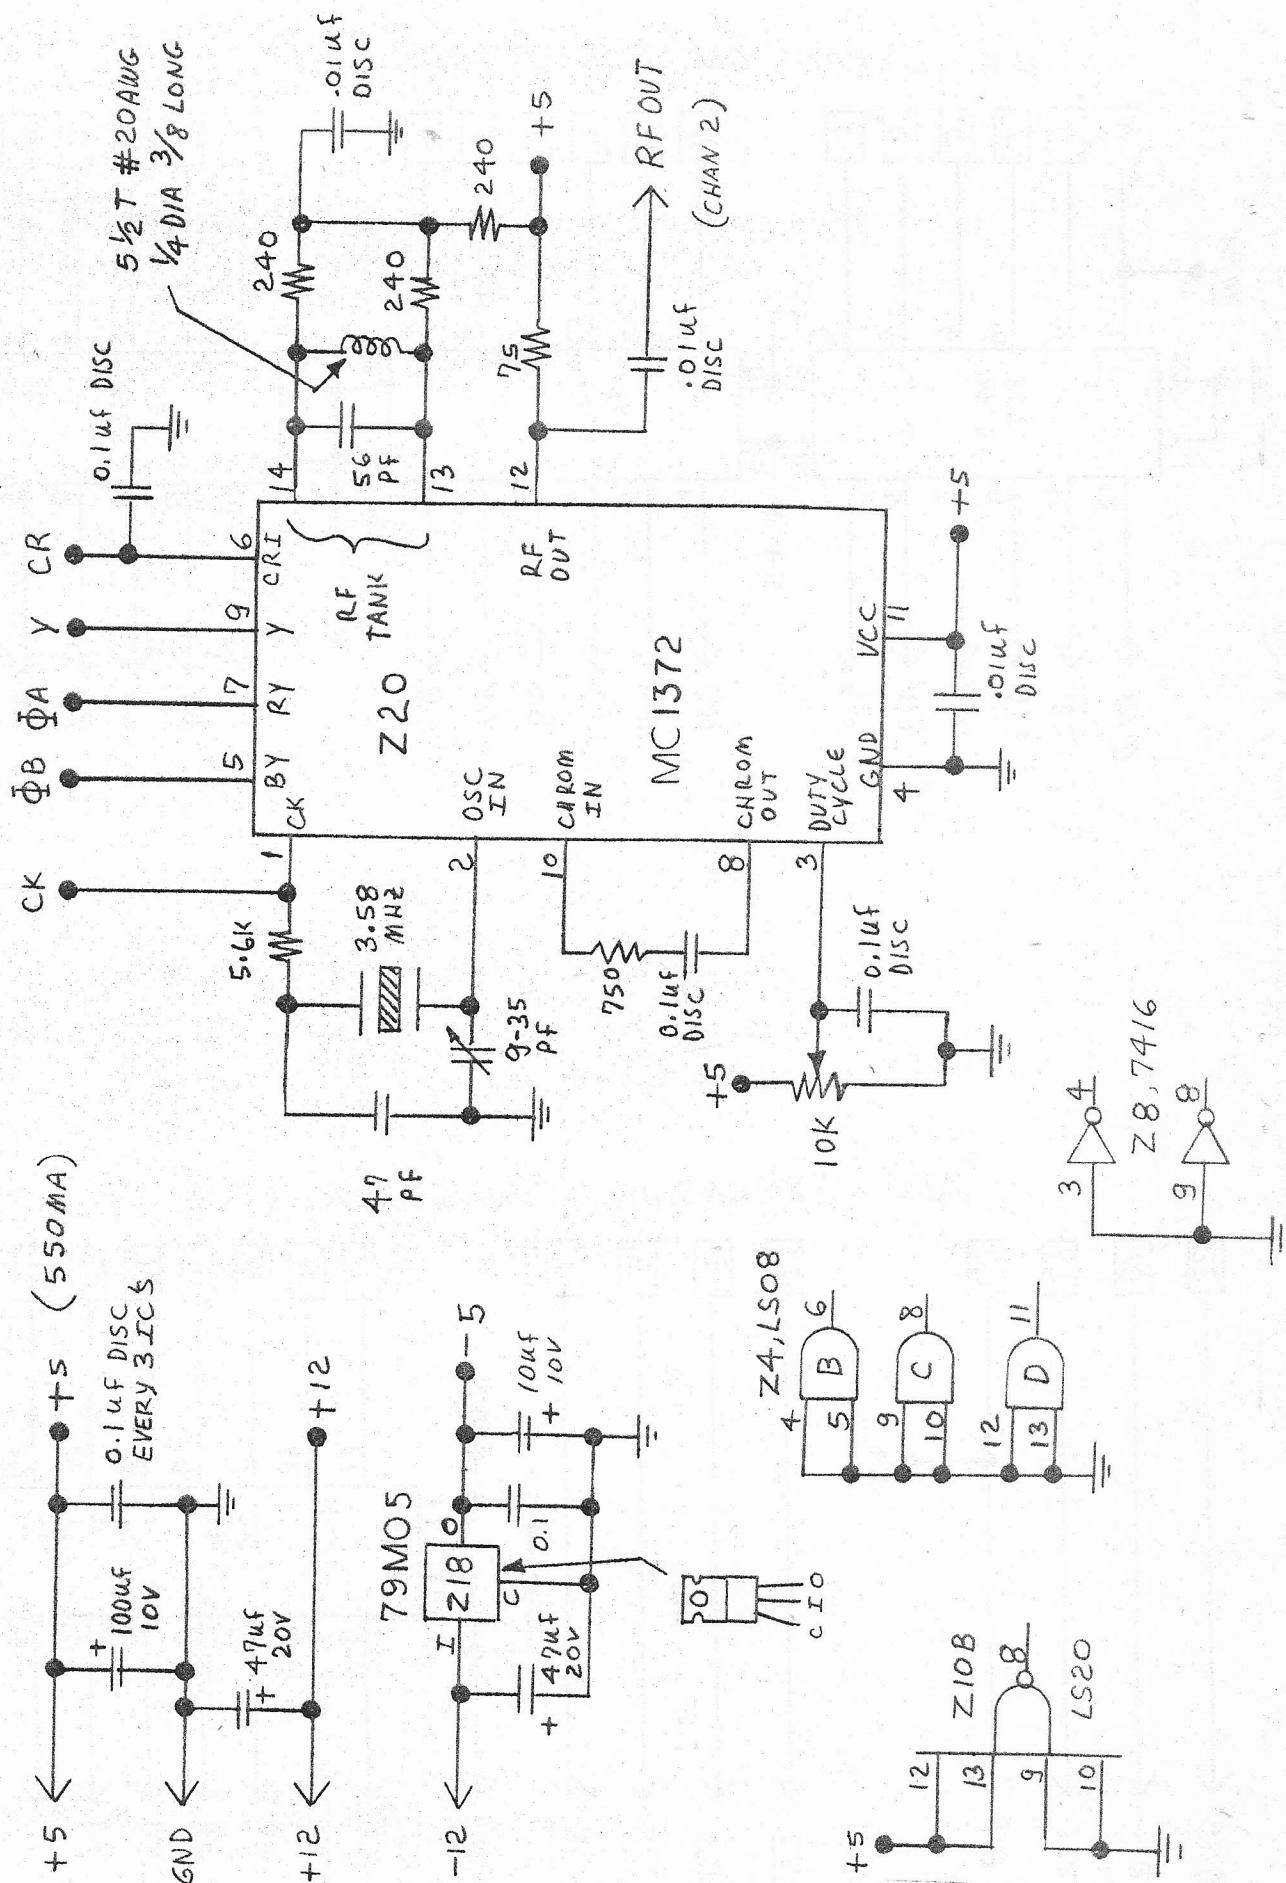 +5
+5 (550MA)
100uf
10V
0.1uf DISC
EVERY 3 ICs
GND
+47uf
20V
+12
+12
79M05
-12
I
Z18
O
C
-5
+
47uf
20V
0.1
10uf
10V
+
C I O
+5
12
13
9
10
Z10B
8
LS20
Z4, LS08
4
5
B
6
9
10
C
8
12
13
D
11
3
4
Z8, 7416
9
8
CK
ΦB
ΦA
Y
CR
5.6K
3.58
MHZ
47
Pf
9-35
Pf
750
0.1uf
DISC
+5
10K
0.1uf
DISC
1
2
10
8
3
5
7
9
6
CK
BY
RY
Y
CRI
OSC
IN
CHROM
IN
CHROM
OUT
DUTY
CYCLE
Z20
MC1372
RF
TANK
RF
OUT
GND
VCC
4
11
.01uf
DISC
+5
14
13
12
0.1uf DISC
56
Pf
5 1/2 T #20AWG
1/4 DIA 3/8 LONG
240
240
240
.01uf
DISC
+5
75
.01uf
DISC
RF OUT
(CHAN 2)